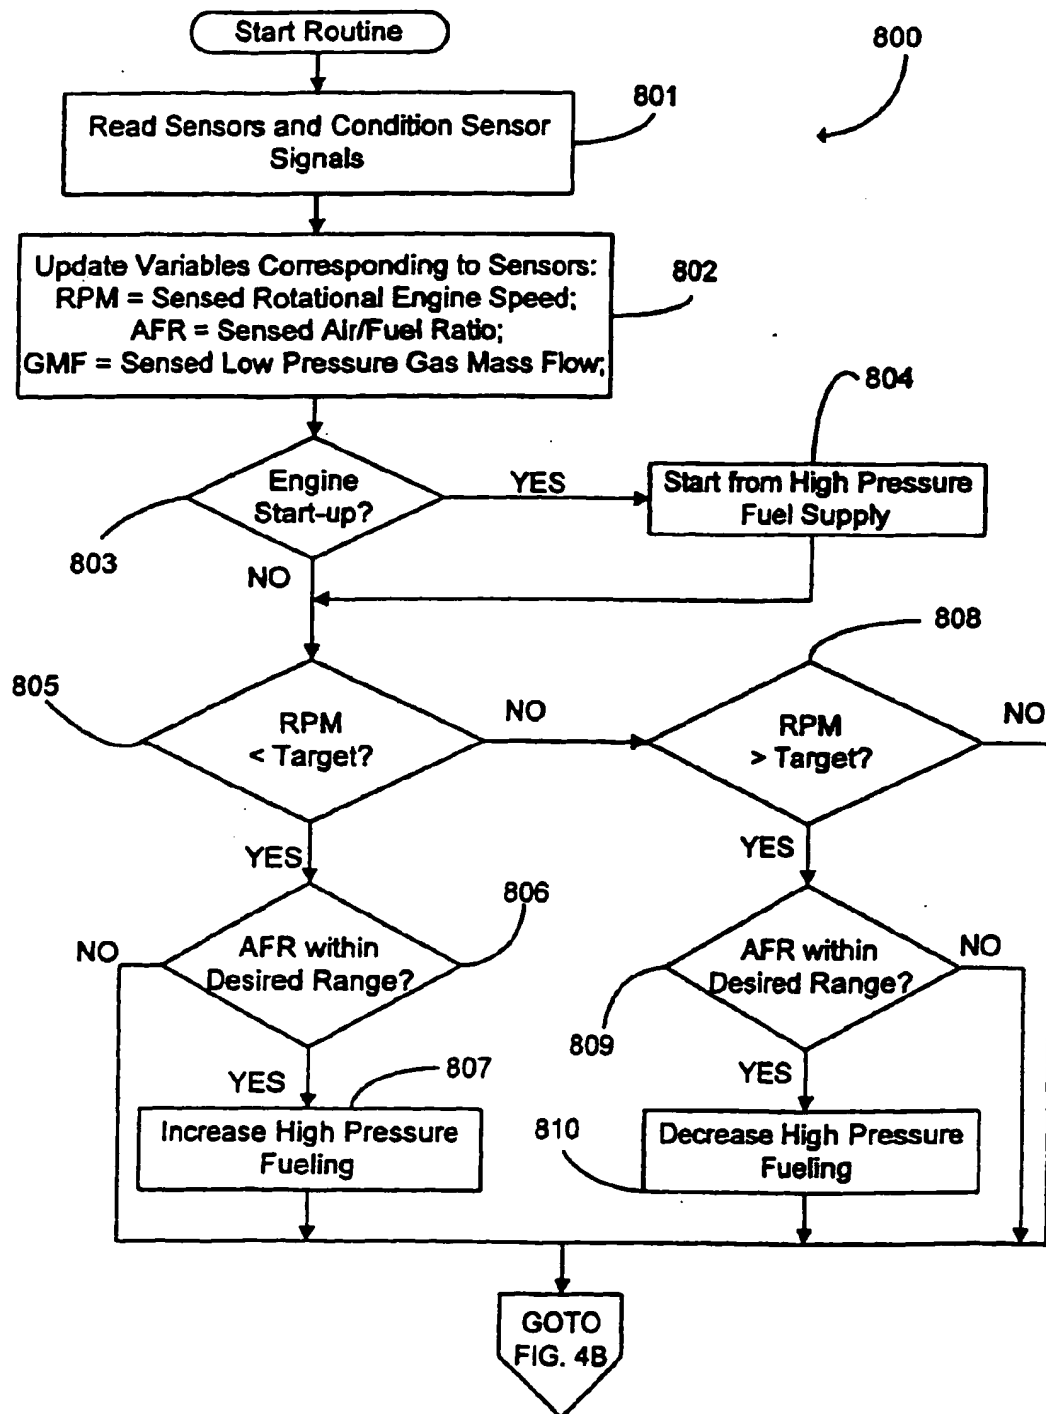 Start Routine
800
801
Read Sensors and Condition Sensor
Signals
Update Variables Corresponding to Sensors:
RPM = Sensed Rotational Engine Speed;
AFR = Sensed Air/Fuel Ratio;
GMF = Sensed Low Pressure Gas Mass Flow;
802
804
Engine
Start-up?
YES
Start from High Pressure
Fuel Supply
803
NO
808
805
RPM
< Target?
NO
RPM
> Target?
NO
YES
YES
806
NO
AFR within
Desired Range?
AFR within
Desired Range?
NO
809
YES
807
YES
Increase High Pressure
Fueling
810
Decrease High Pressure
Fueling
GOTO
FIG. 4B